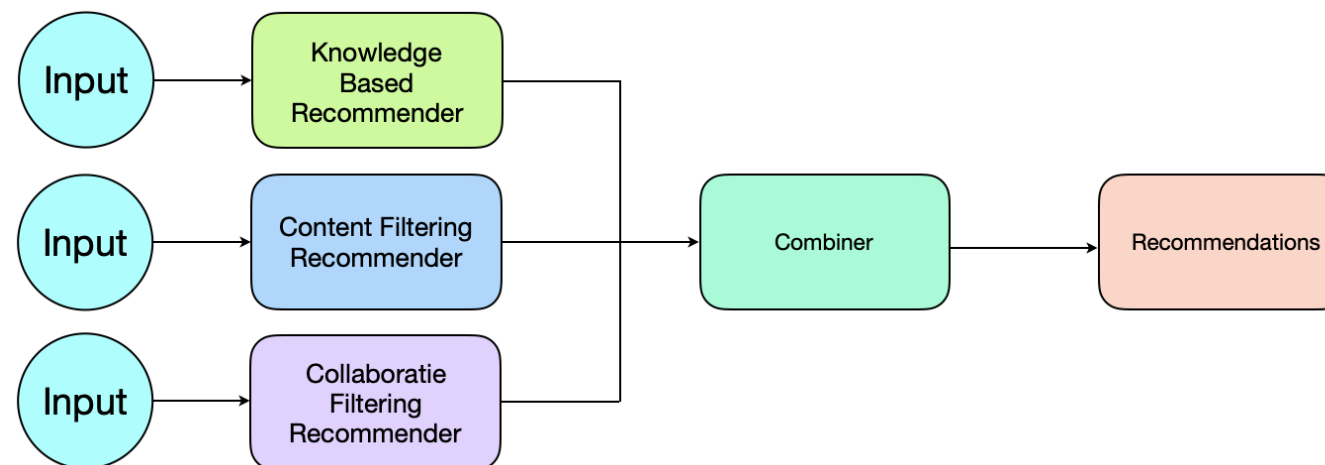 Input
Knowledge
Based
Recommender
Input
Content Filtering
Recommender
Combiner
Recommendations
Input
Collaboratie
Filtering
Recommender